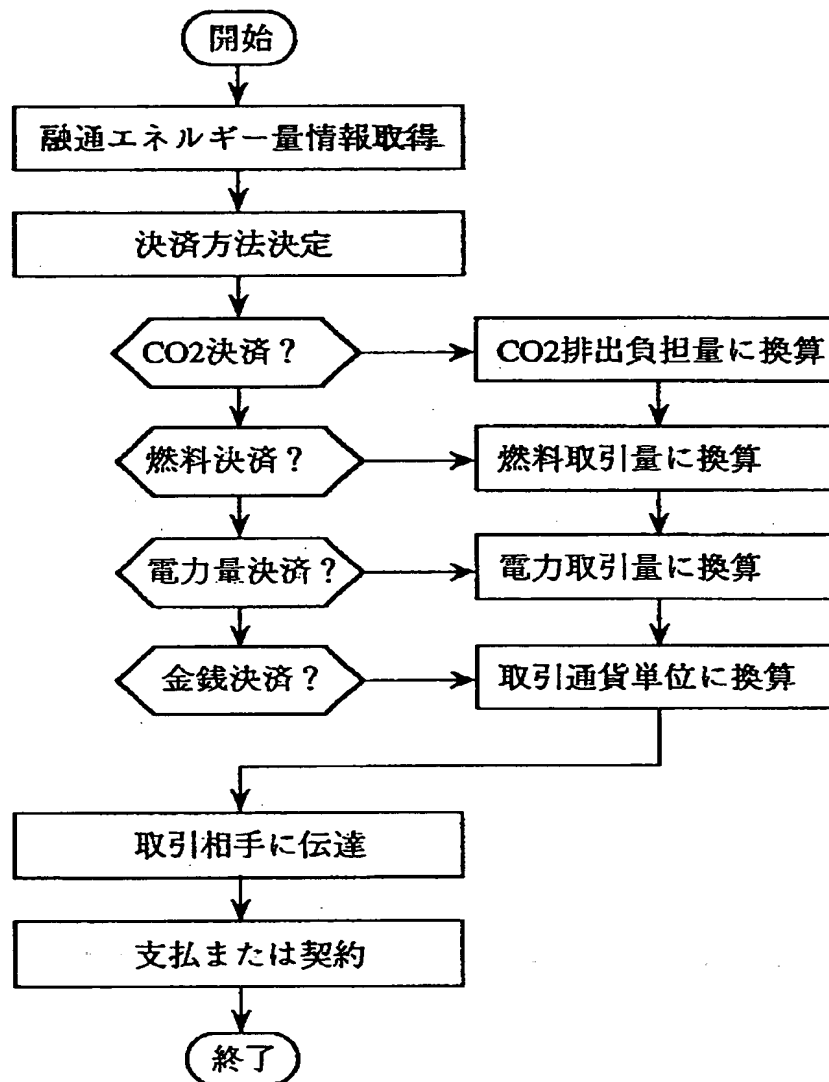 開始
融通エネルギー量情報取得
決済方法決定
CO2決済？
CO2排出負担量に換算
燃料決済？
燃料取引量に換算
電力量決済？
電力取引量に換算
金銭決済？
取引通貨単位に換算
取引相手に伝達
支払または契約
終了